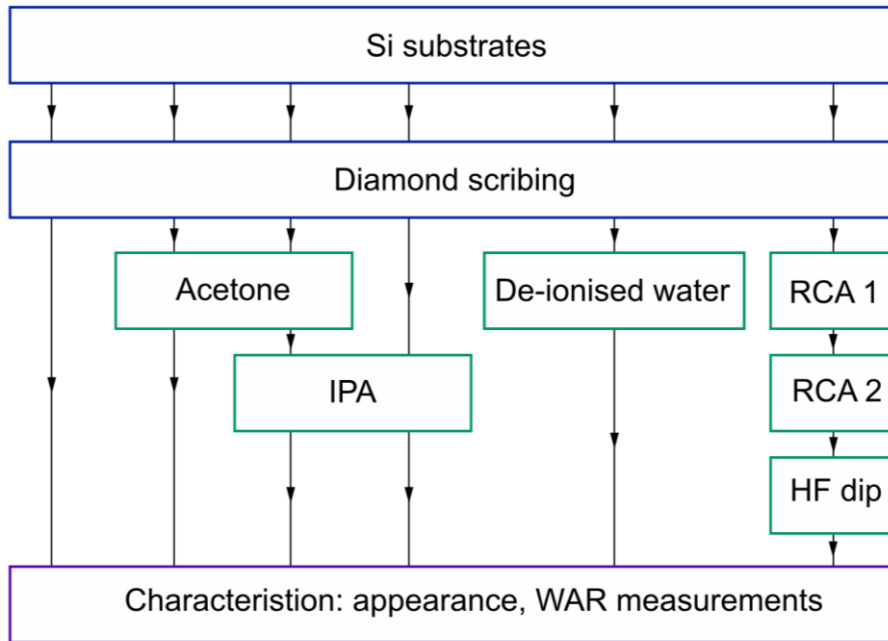 Si substrates
Diamond scribing
Acetone
De-ionised water
RCA 1
IPA
RCA 2
HF dip
Characteristion: appearance, WAR measurements